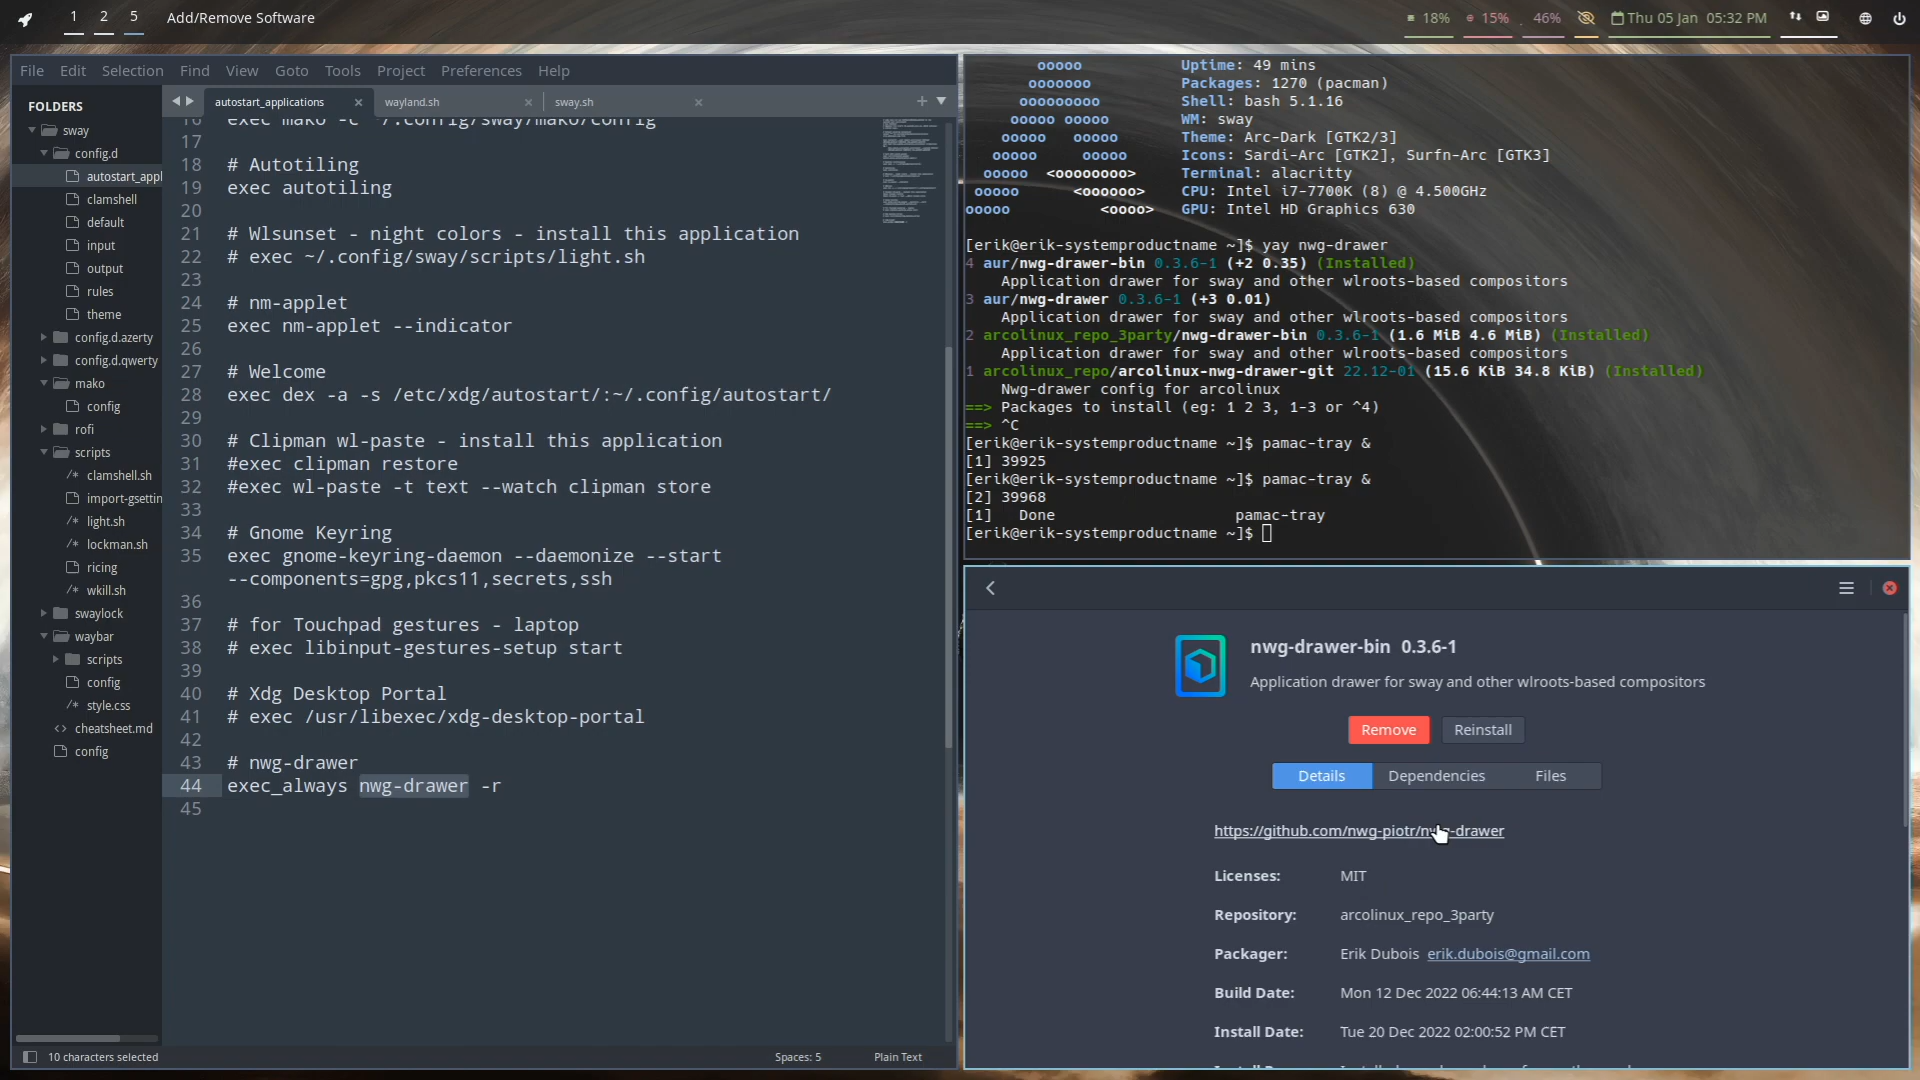 1 2 5 Add/Remove Software
18% 15% 46% Thu 05 Jan 05:32 PM
File Edit Selection Find View Goto Tools Project Preferences Help
FOLDERS
sway
config.d
autostart_appl
clamshell
default
input
output
rules
theme
config.d.azerty
config.d.qwerty
mako
config
rofi
scripts
clamshell.sh
import-gsettin
light.sh
lockman.sh
ricing
wkill.sh
swaylock
waybar
scripts
config
style.css
cheatsheet.md
config
autostart_applications wayland.sh sway.sh
16 exec mako -c ~/.config/sway/mako/config
17
18 # Autotiling
19 exec autotiling
20
21 # Wlsunset - night colors - install this application
22 # exec ~/.config/sway/scripts/light.sh
23
24 # nm-applet
25 exec nm-applet --indicator
26
27 # Welcome
28 exec dex -a -s /etc/xdg/autostart/:~/.config/autostart/
29
30 # Clipman wl-paste - install this application
31 #exec clipman restore
32 #exec wl-paste -t text --watch clipman store
33
34 # Gnome Keyring
35 exec gnome-keyring-daemon --daemonize --start
--components=gpg,pkcs11,secrets,ssh
36
37 # for Touchpad gestures - laptop
38 # exec libinput-gestures-setup start
39
40 # Xdg Desktop Portal
41 # exec /usr/libexec/xdg-desktop-portal
42
43 # nwg-drawer
44 exec_always nwg-drawer -r
45
10 characters selected Spaces: 5 Plain Text
ooooo Uptime: 49 mins
ooooooo Packages: 1270 (pacman)
ooooooooo Shell: bash 5.1.16
ooooo ooooo WM: sway
ooooo ooooo Theme: Arc-Dark [GTK2/3]
ooooo ooooo Icons: Sardi-Arc [GTK2], Surfn-Arc [GTK3]
ooooo <oooooooo> Terminal: alacritty
ooooo <oooooo> CPU: Intel i7-7700K (8) @ 4.500GHz
ooooo <oooo> GPU: Intel HD Graphics 630
[erik@erik-systemproductname ~]$ yay nwg-drawer
4 aur/nwg-drawer-bin 0.3.6-1 (+2 0.35) (Installed)
Application drawer for sway and other wlroots-based compositors
3 aur/nwg-drawer 0.3.6-1 (+3 0.01)
Application drawer for sway and other wlroots-based compositors
2 arcolinux_repo_3party/nwg-drawer-bin 0.3.6-1 (1.6 MiB 4.6 MiB) (Installed)
Application drawer for sway and other wlroots-based compositors
1 arcolinux_repo/arcolinux-nwg-drawer-git 22.12-01 (15.6 KiB 34.8 KiB) (Installed)
Nwg-drawer config for arcolinux
==> Packages to install (eg: 1 2 3, 1-3 or ^4)
==> ^C
[erik@erik-systemproductname ~]$ pamac-tray &
[1] 39925
[erik@erik-systemproductname ~]$ pamac-tray &
[2] 39968
[1] Done pamac-tray
[erik@erik-systemproductname ~]$
nwg-drawer-bin 0.3.6-1
Application drawer for sway and other wlroots-based compositors
Remove Reinstall
Details Dependencies Files
https://github.com/nwg-piotr/nwg-drawer
Licenses: MIT
Repository: arcolinux_repo_3party
Packager: Erik Dubois erik.dubois@gmail.com
Build Date: Mon 12 Dec 2022 06:44:13 AM CET
Install Date: Tue 20 Dec 2022 02:00:52 PM CET